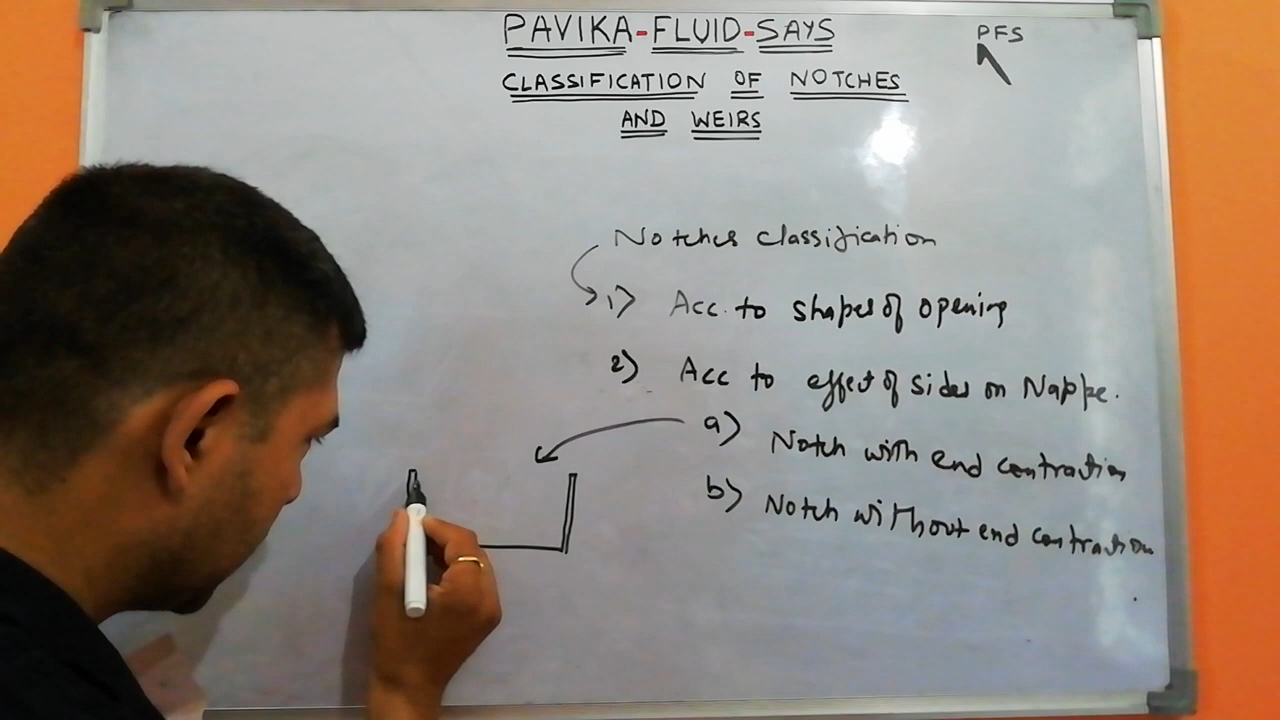 PAVIKA-FLUID-SAYS
PFS
CLASSIFICATION OF NOTCHES
AND WEIRS
Notches classification
1) Acc. to shapes of opening
2) Acc to effect of sides on Nappe.
a) Notch with end contraction
b) Notch without end contraction